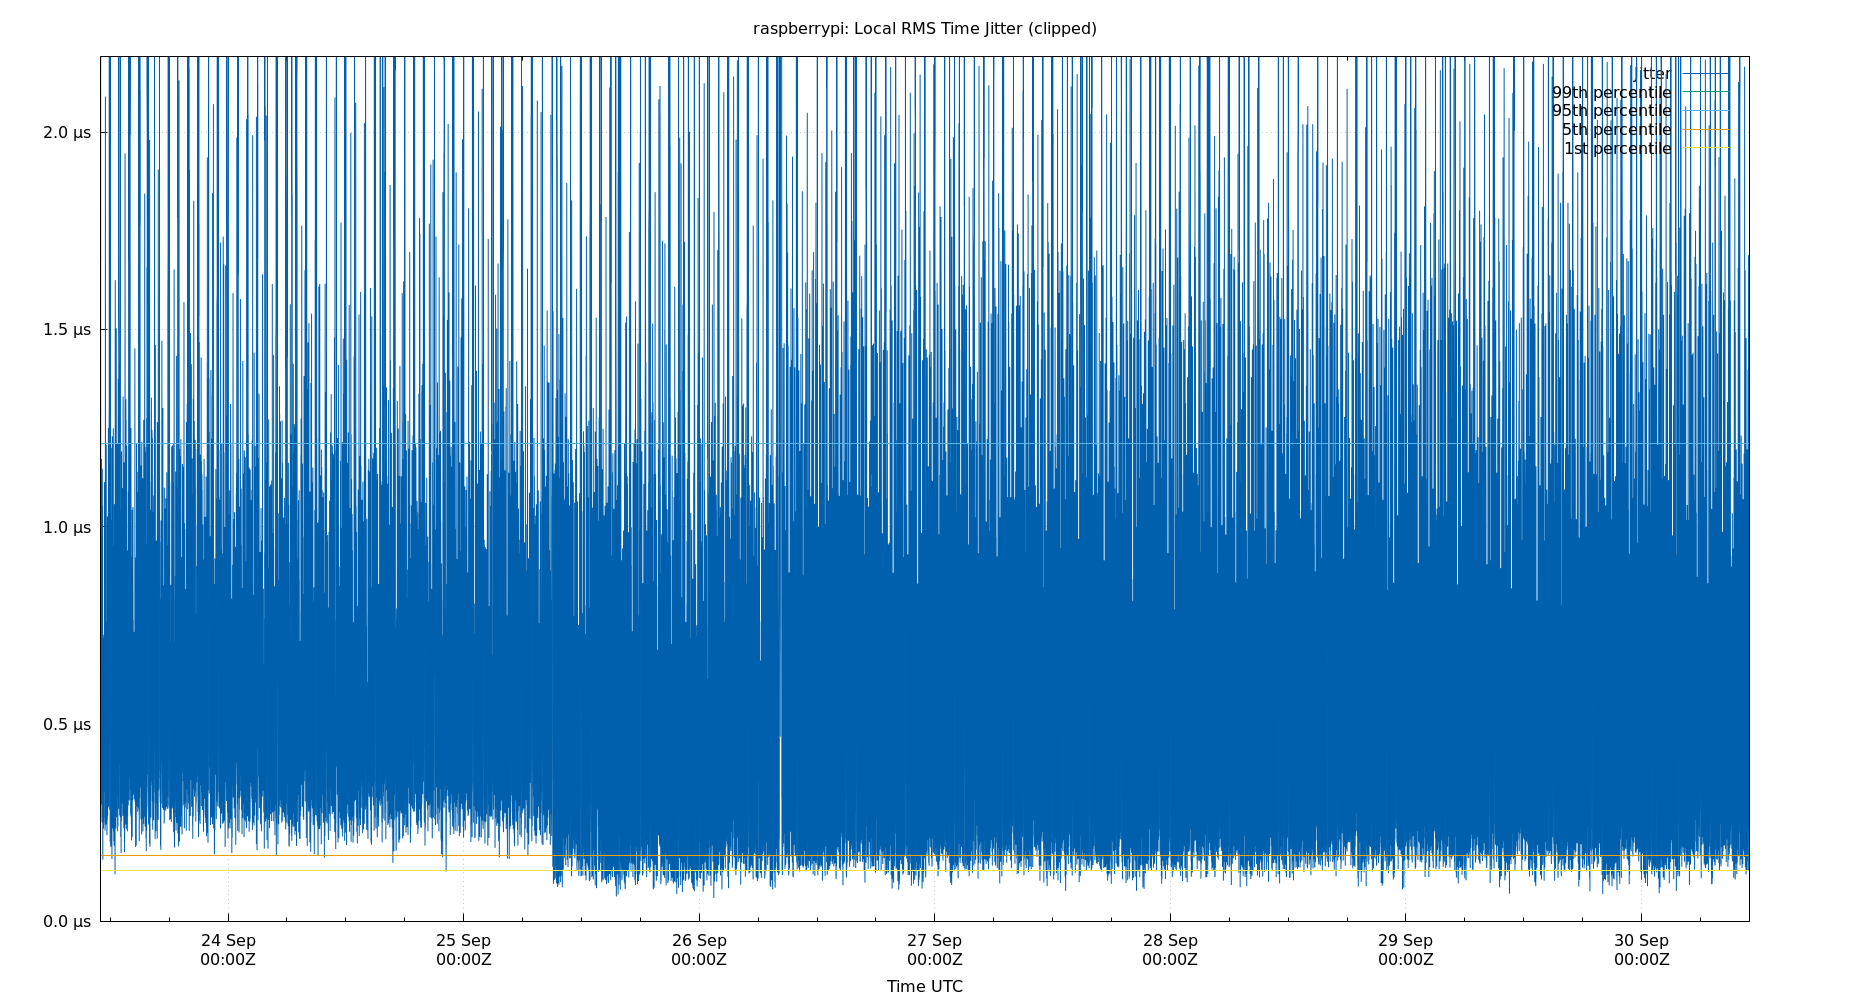 raspberrypi: Local RMS Time Jitter (clipped)
jitter
99th percentile
95th percentile
5th percentile
1st percentile
2.0 µs
1.5 µs
1.0 µs
0.5 µs
0.0 µs
24 Sep 25 Sep 26 Sep 27 Sep 28 Sep 29 Sep 30 Sep
00:00Z 00:00Z 00:00Z 00:00Z 00:00Z 00:00Z 00:00Z
Time UTC